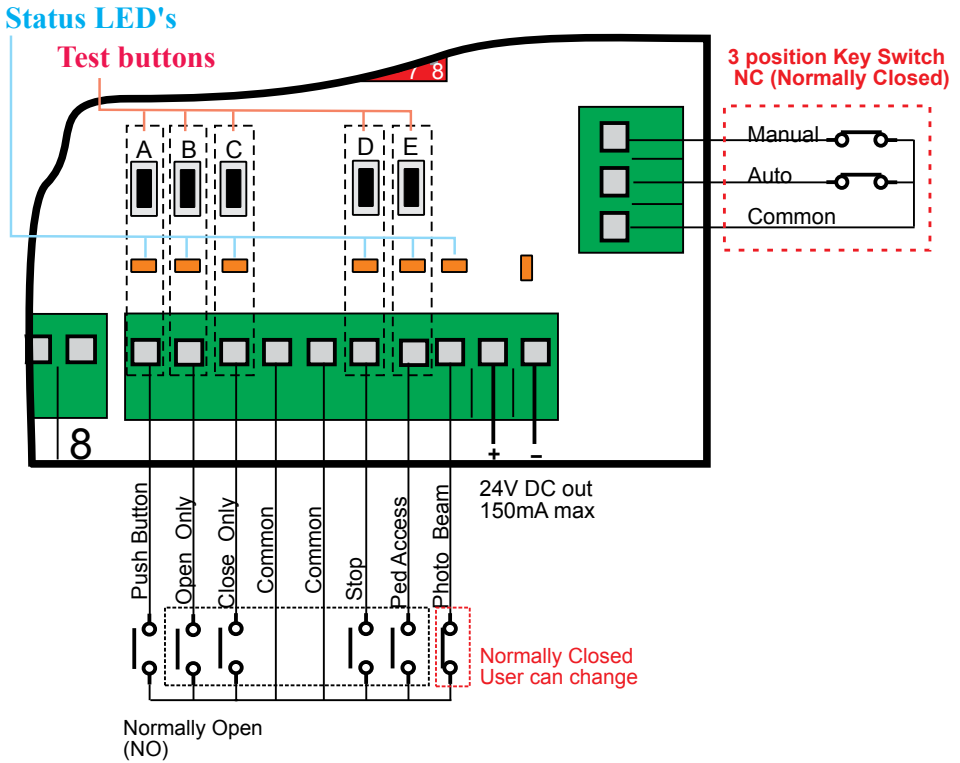 Status LED's
Test buttons
7 8
3 position Key Switch
NC (Normally Closed)
A B C D E
Manual
Auto
Common
8
+ –
24V DC out
150mA max
Push Button
Open Only
Close Only
Common
Common
Stop
Ped Access
Photo Beam
Normally Closed
User can change
Normally Open
(NO)